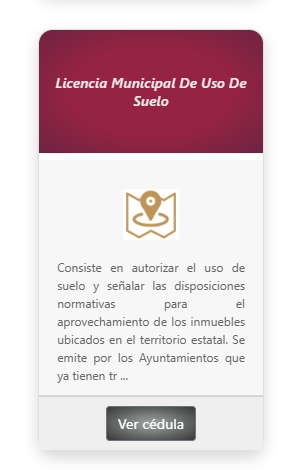 Licencia Municipal De Uso De
Suelo
Consiste en autorizar el uso de
suelo y señalar las disposiciones
normativas para el
aprovechamiento de los inmuebles
ubicados en el territorio estatal. Se
emite por los Ayuntamientos que
ya tienen tr ...
Ver cédula